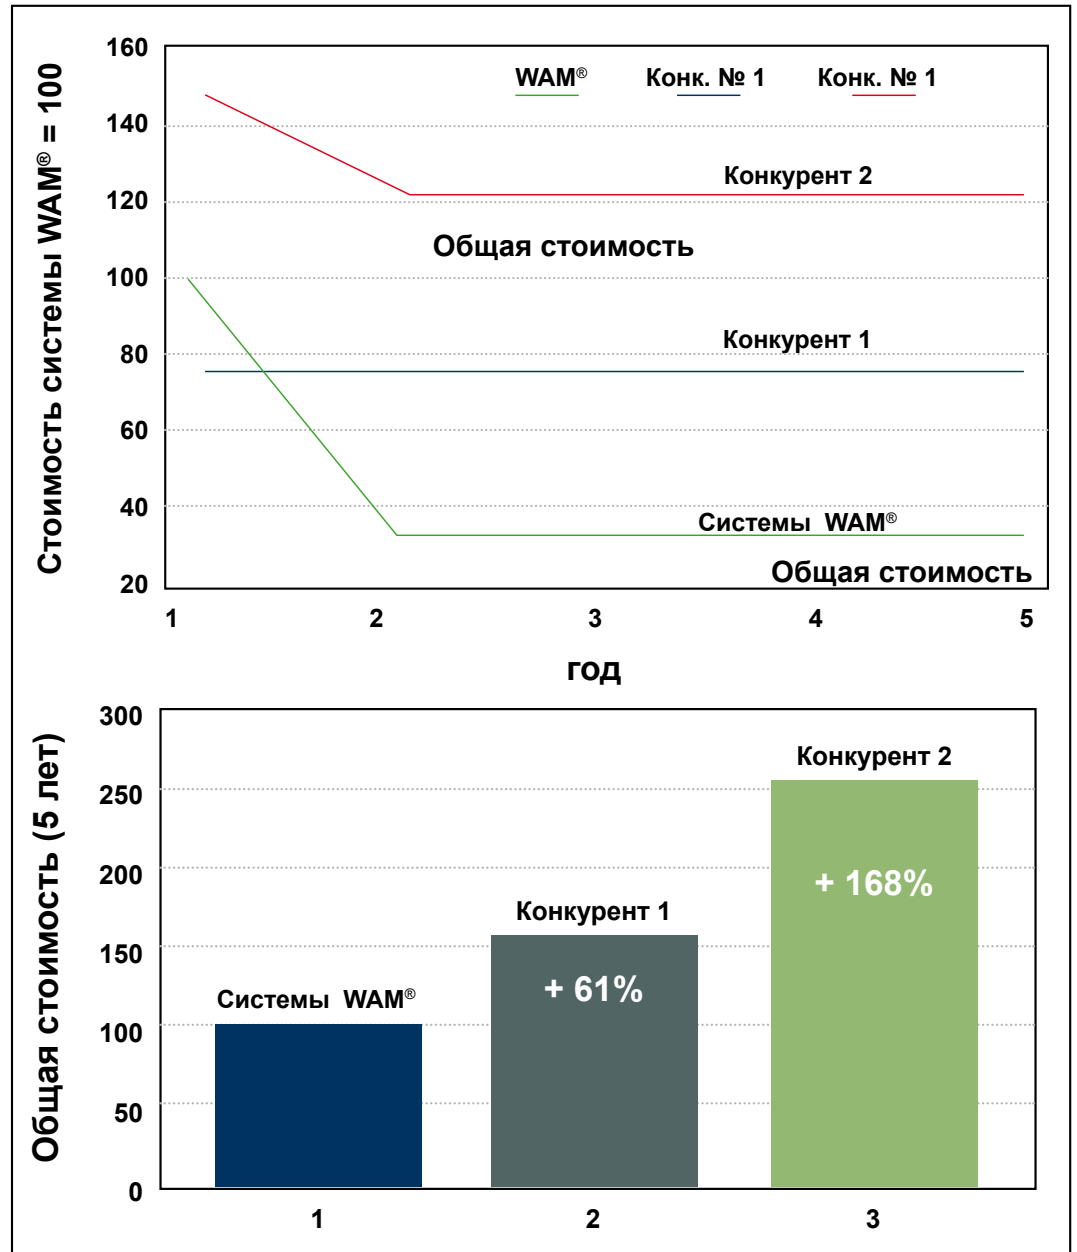 Стоимость системы WAM® = 100
160
140
120
100
80
60
40
20
WAM®
Конк. № 1
Конк. № 1
Конкурент 2
Общая стоимость
Конкурент 1
Системы WAM®
Общая стоимость
1
2
3
4
5
год
Общая стоимость (5 лет)
300
250
200
150
100
50
0
Конкурент 2
+ 168%
Конкурент 1
+ 61%
Системы WAM®
1
2
3